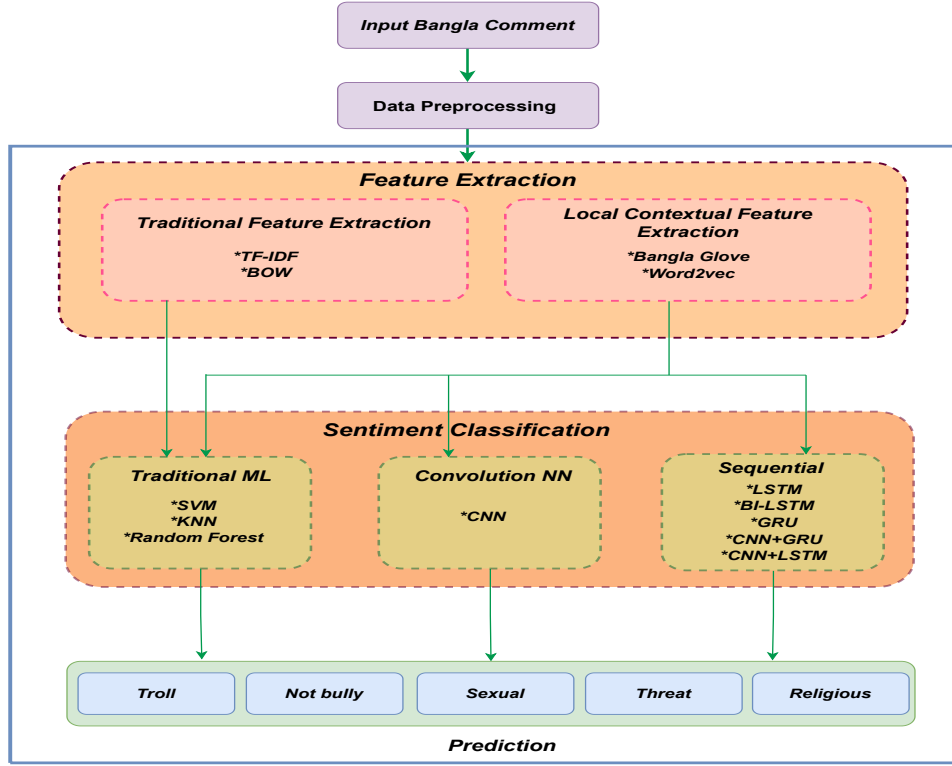 Input Bangla Comment
Data Preprocessing
Feature Extraction
Traditional Feature Extraction
*TF-IDF
*BOW
Local Contextual Feature
Extraction
*Bangla Glove
*Word2vec
Sentiment Classification
Traditional ML
*SVM
*KNN
*Random Forest
Convolution NN
*CNN
Sequential
*LSTM
*BI-LSTM
*GRU
*CNN+GRU
*CNN+LSTM
Troll
Not bully
Sexual
Threat
Religious
Prediction